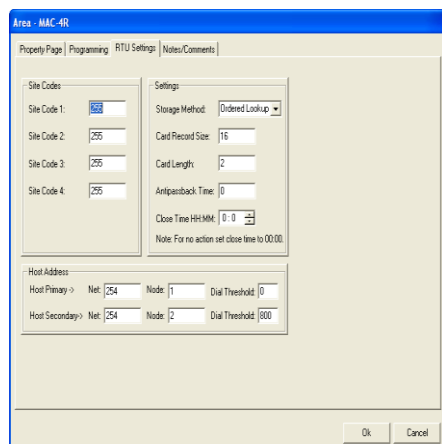 Area - MAC-4R
Property Page Programming RTU Settings Notes/Comments
Site Codes
Site Code 1: 255
Site Code 2: 255
Site Code 3: 255
Site Code 4: 255
Settings
Storage Method: Ordered Lookup
Card Record Size: 16
Card Length: 2
Antipassback Time: 0
Close Time HH:MM: 0 : 0
Note: For no action set close time to 00:00.
Host Address
Host Primary -> Net: 254 Node: 1 Dial Threshold: 0
Host Secondary-> Net: 254 Node: 2 Dial Threshold: 800
Ok Cancel